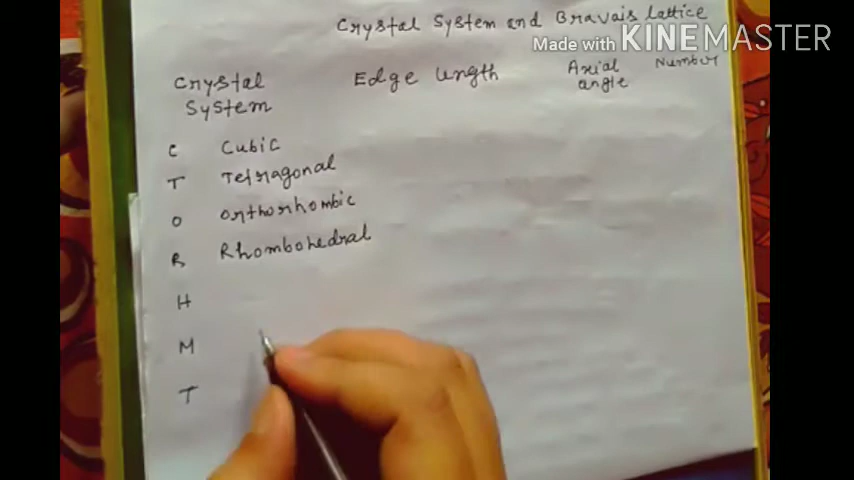 Crystal System and Bravais lattice
Made with KINEMASTER
Crystal System
Edge length
Axial angle
Number
C Cubic
T Tetragonal
O Orthorhombic
R Rhombohedral
H
M
T